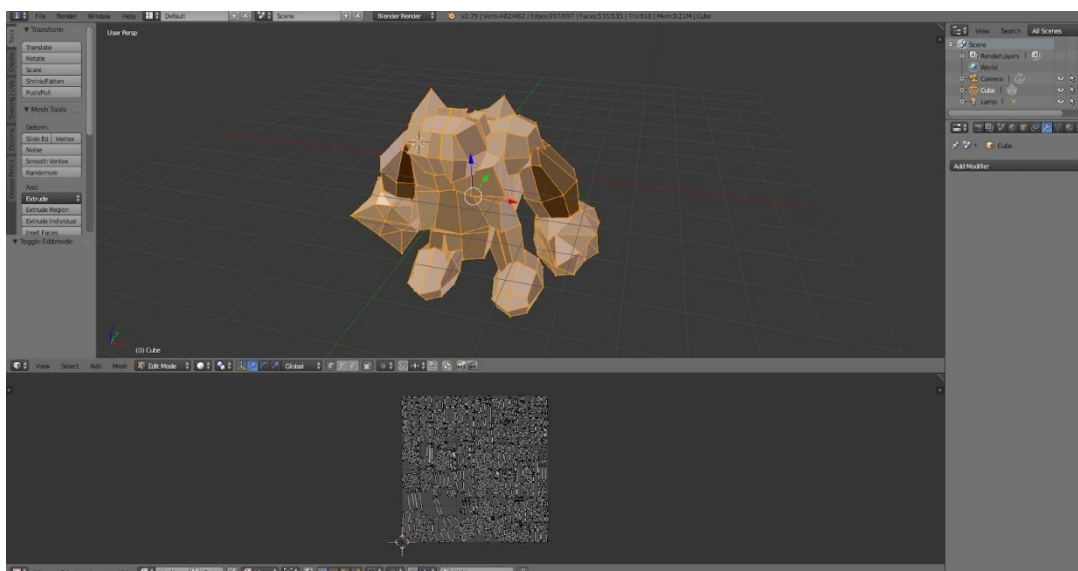 File Render Window Help Default Scene Blender Render v2.79 | Verts:482/482 | Edges:997/997 | Faces:535/535 | Tris:910 | Mem:9.21M | Cube
Tools
Create
Options
▼ Transform
Translate
Rotate
Scale
Shrink/Fatten
Push/Pull
▼ Mesh Tools
Deform:
Slide Ed Vertex
Noise
Smooth Vertex
Randomize
Add:
Extrude
Extrude Region
Extrude Individual
Inset Faces
▼ Toggle Editmode
User Persp
(0) Cube
View Select Add Mesh Edit Mode Global
View Search All Scenes
Scene
RenderLayers
World
Camera
Cube
Lamp
Cube
Add Modifier